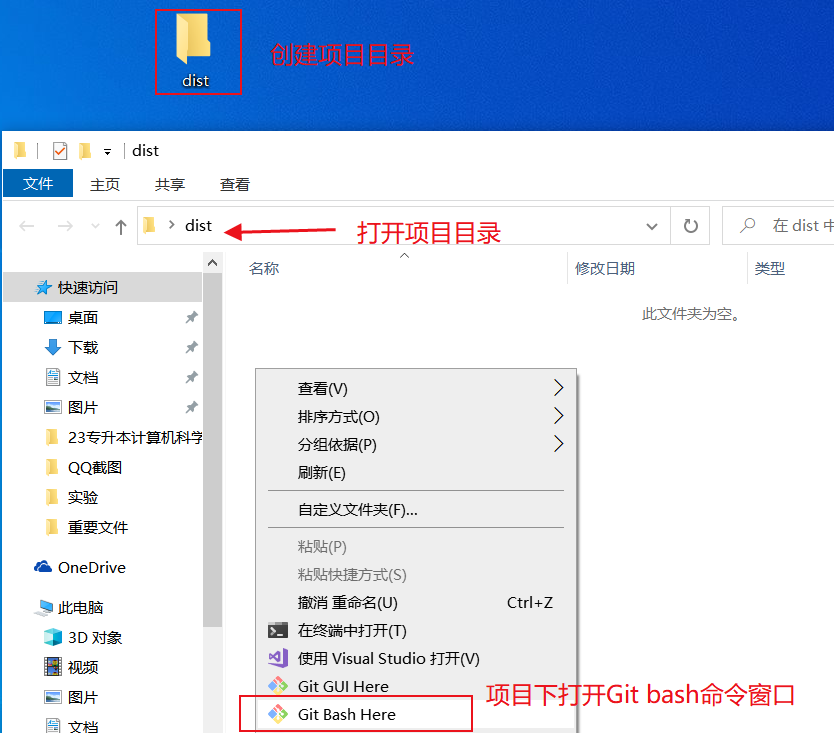 dist
创建项目目录
dist
文件 主页 共享 查看
dist
打开项目目录
在 dist 中
名称 修改日期 类型
此文件夹为空。
快速访问
桌面
下载
文档
图片
23专升本计算机科学
QQ截图
实验
重要文件
OneDrive
此电脑
3D 对象
视频
图片
文档
查看(V)
排序方式(O)
分组依据(P)
刷新(E)
自定义文件夹(F)...
粘贴(P)
粘贴快捷方式(S)
撤消 重命名(U) Ctrl+Z
在终端中打开(T)
使用 Visual Studio 打开(V)
Git GUI Here
Git Bash Here
项目下打开Git bash命令窗口